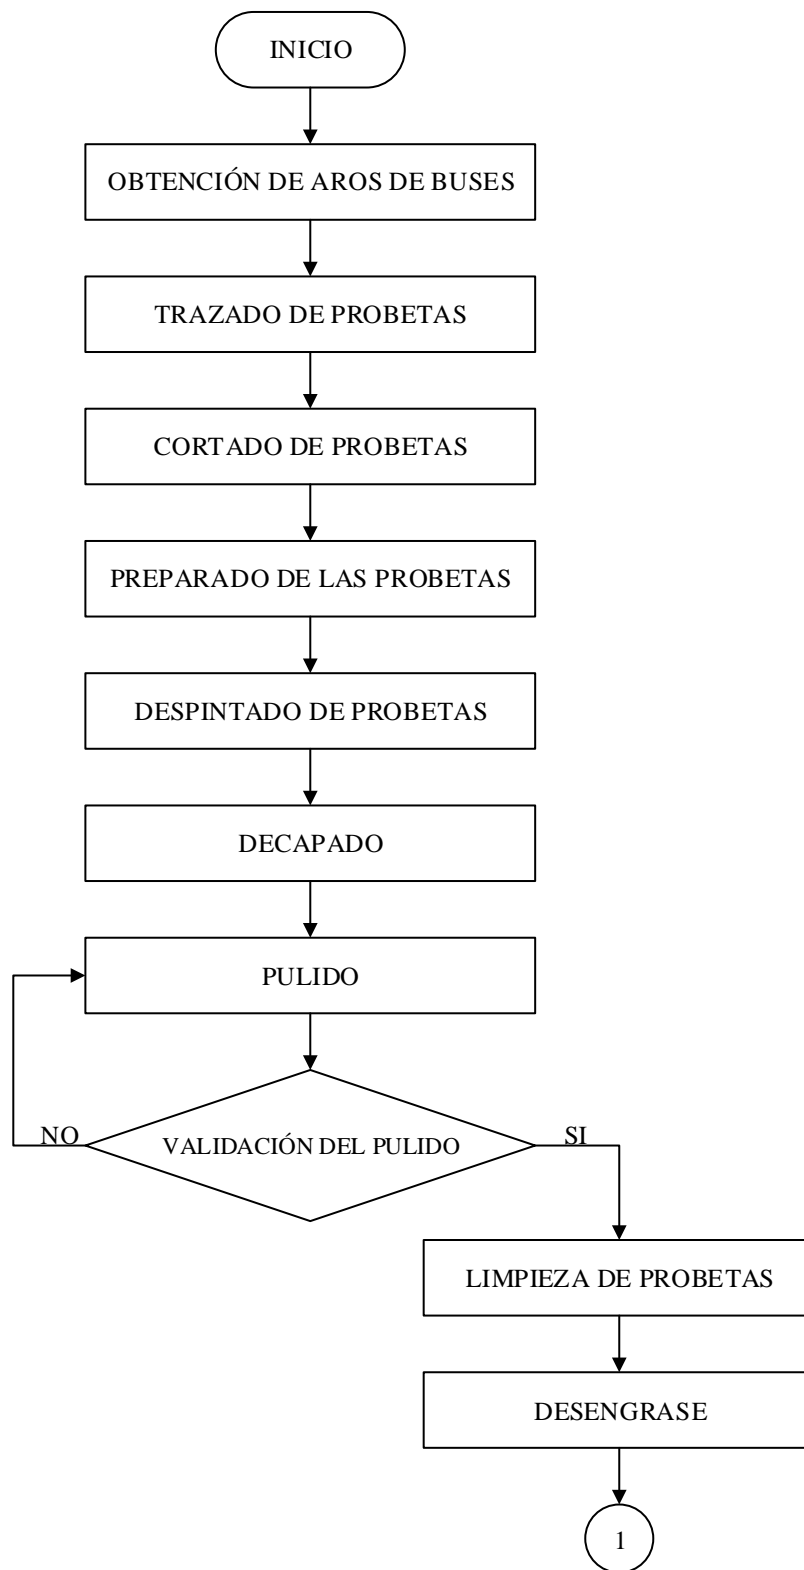 INICIO
OBTENCIÓN DE AROS DE BUSES
TRAZADO DE PROBETAS
CORTADO DE PROBETAS
PREPARADO DE LAS PROBETAS
DESPINTADO DE PROBETAS
DECAPADO
PULIDO
NO
VALIDACIÓN DEL PULIDO
SI
LIMPIEZA DE PROBETAS
DESENGRASE
1